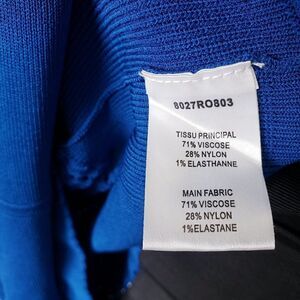 8027RO803
TISSU PRINCIPAL
71% VISCOSE
28% NYLON
1% ELASTHANNE
MAIN FABRIC
71% VISCOSE
28% NYLON
1%ELASTANE